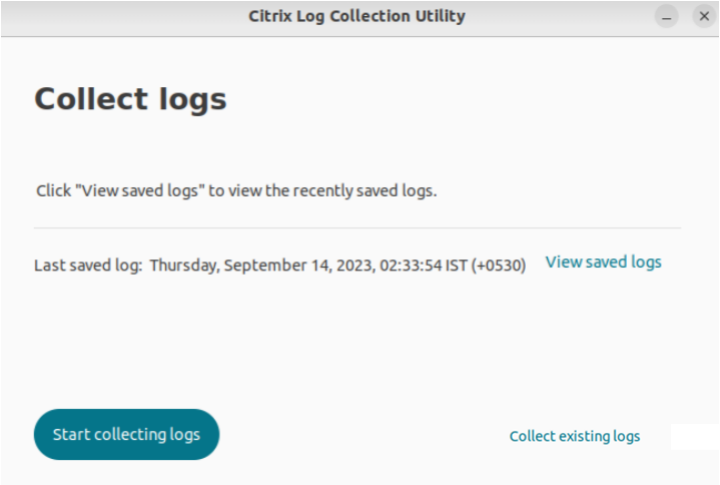 Citrix Log Collection Utility
Collect logs
Click "View saved logs" to view the recently saved logs.
Last saved log: Thursday, September 14, 2023, 02:33:54 IST (+0530) View saved logs
Start collecting logs Collect existing logs